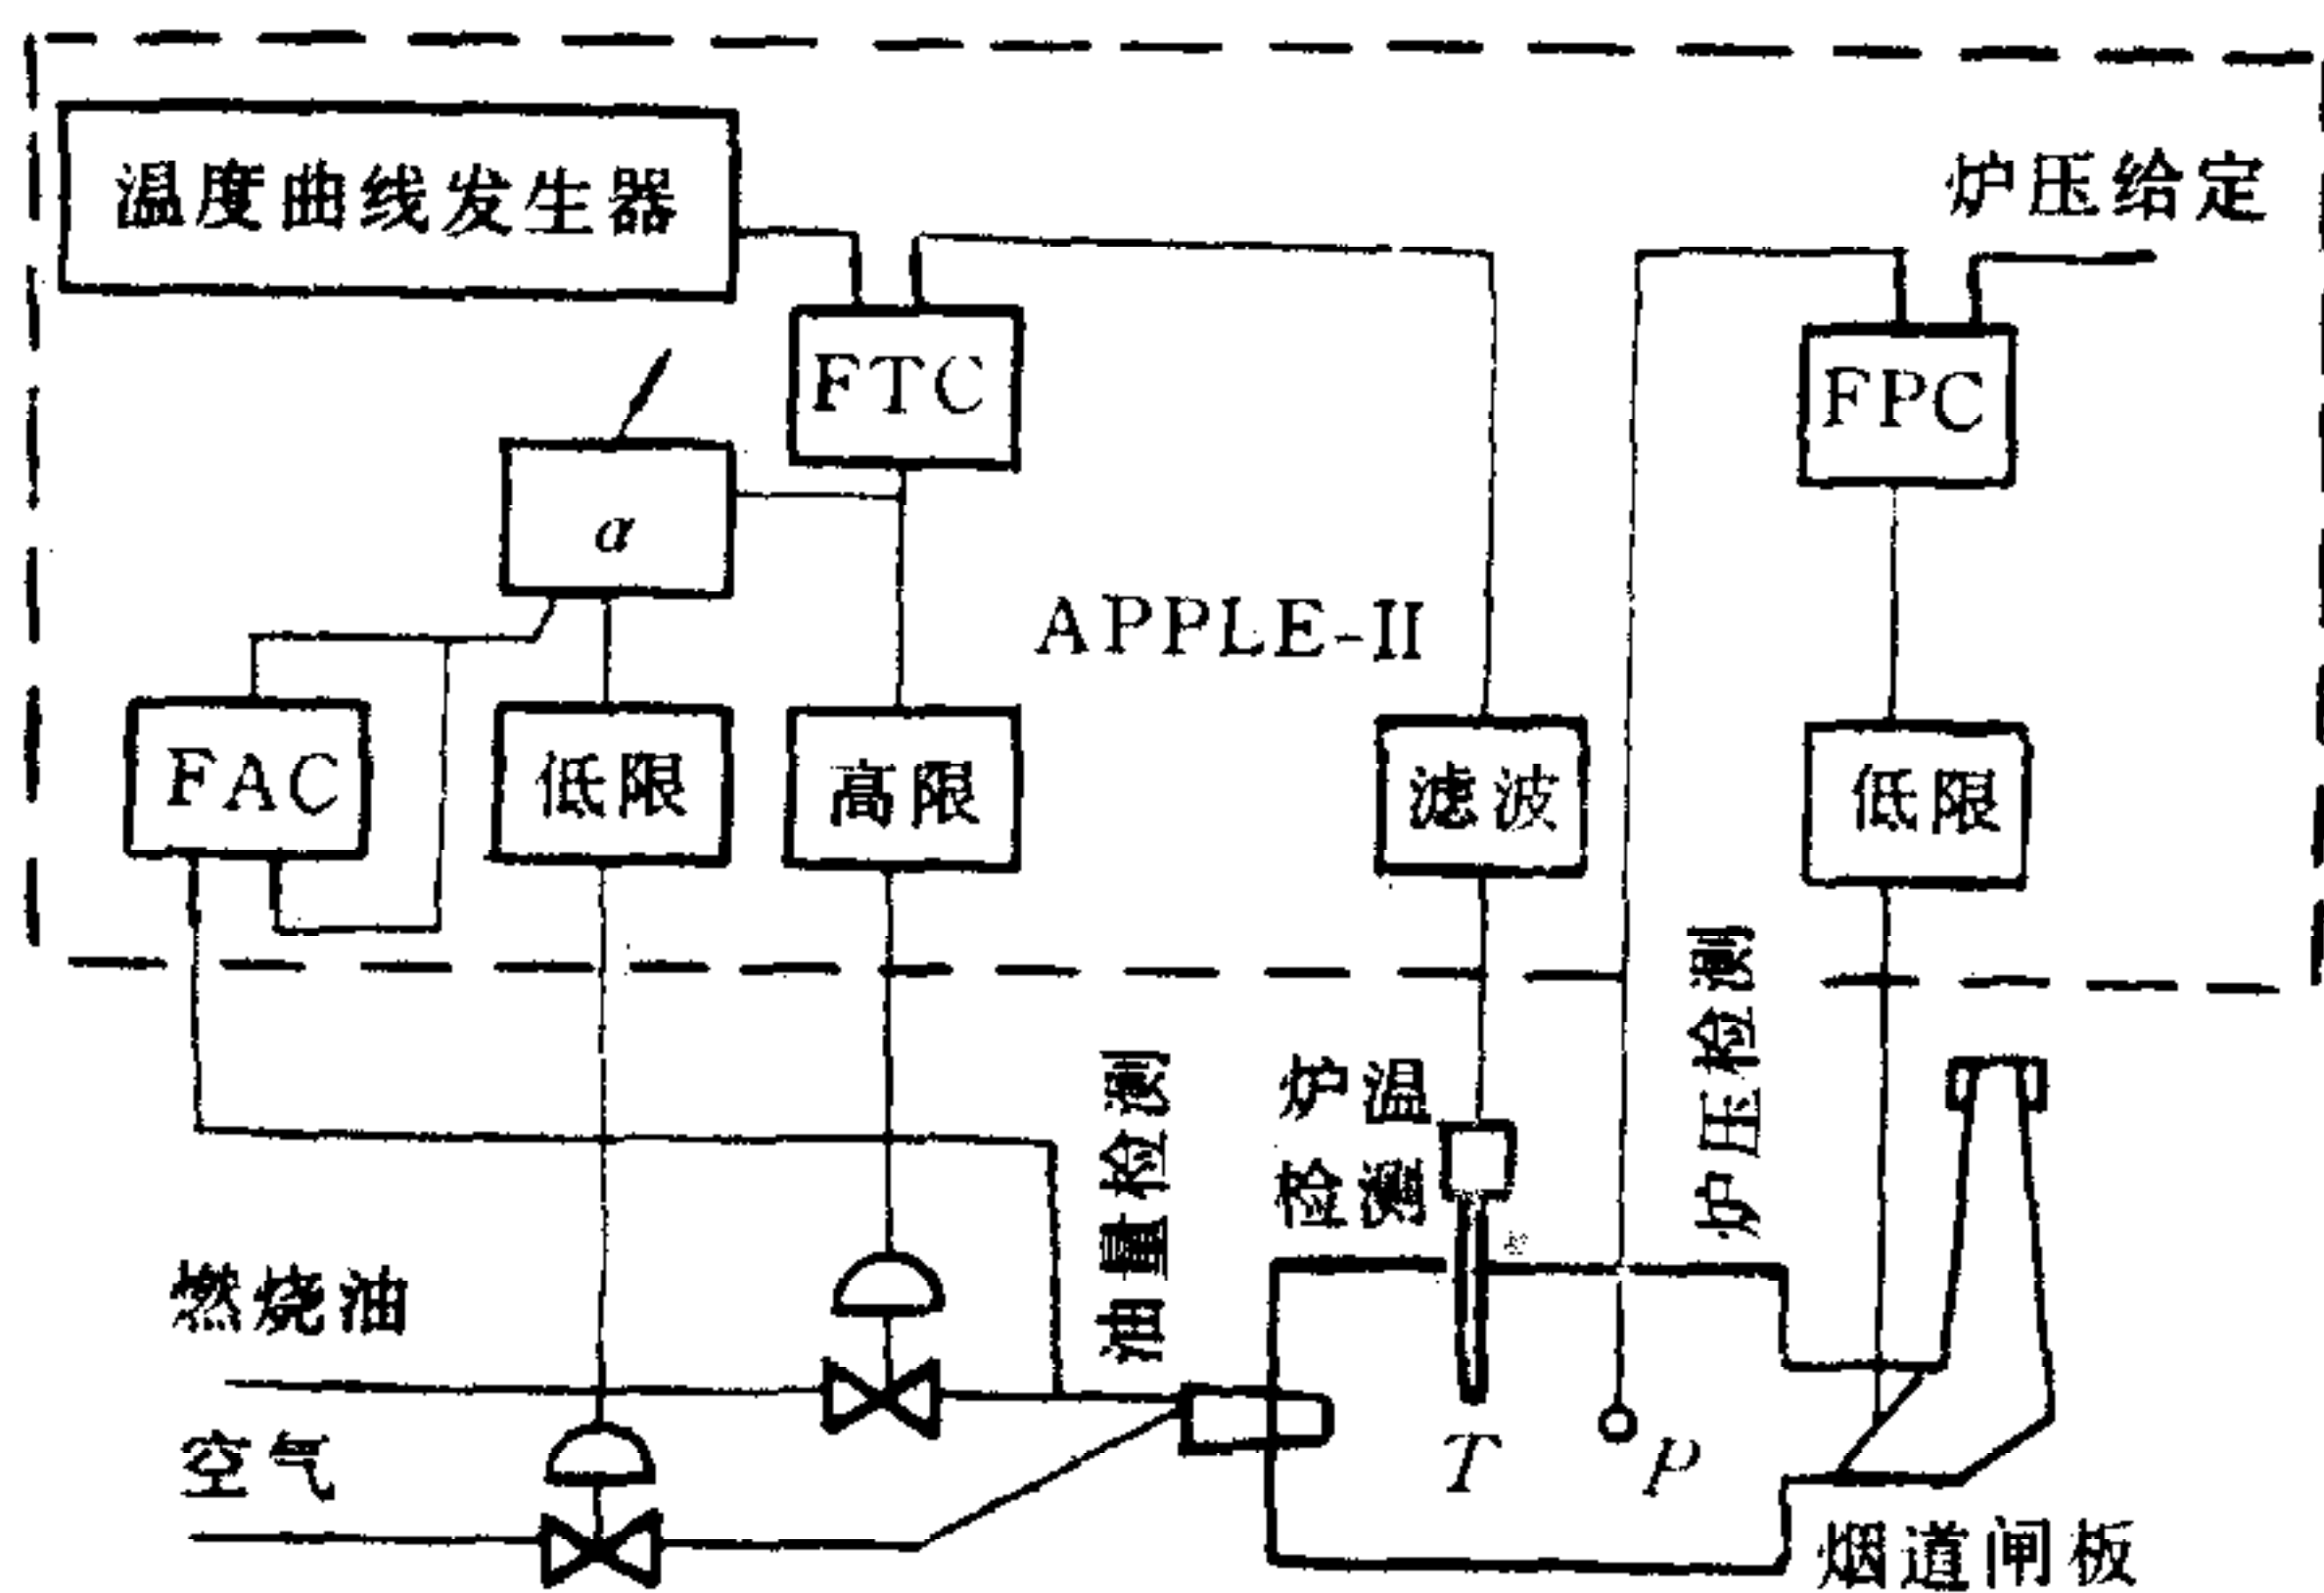 温度曲线发生器
炉压给定
FTC
FPC
α
APPLE-II
FAC
低限
高限
滤波
低限
油量检测
炉温
检测
炉压检测
燃烧油
空气
T
P
烟道闸板